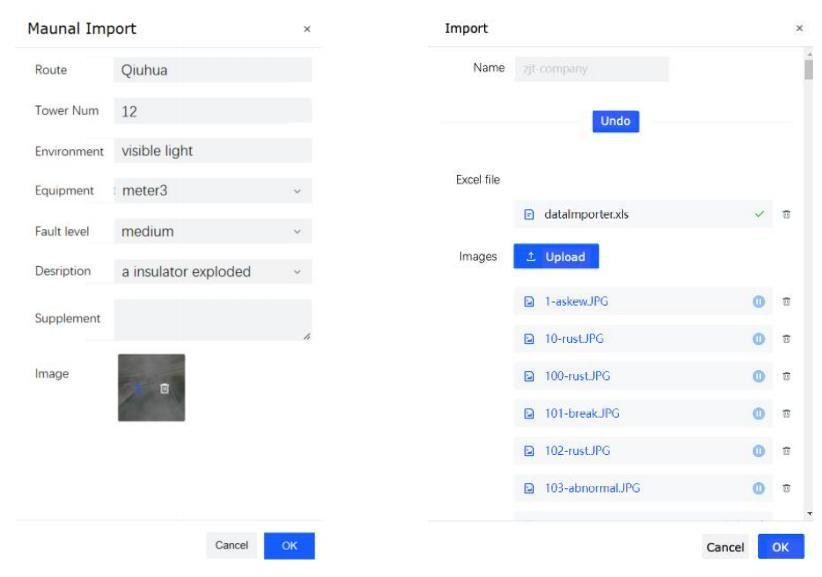 Maunal Import
Route Qiuhua
Tower Num 12
Environment visible light
Equipment meter3
Fault level medium
Desription a insulator exploded
Supplement
Image
Cancel OK
Import
Name zjt-company
Undo
Excel file
dataImporter.xls
Images Upload
1-askew.JPG
10-rust.JPG
100-rust.JPG
101-break.JPG
102-rust.JPG
103-abnormal.JPG
Cancel OK